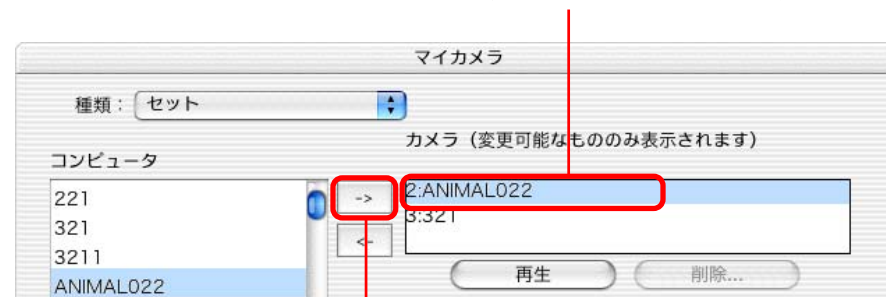 マイカメラ
種類： セット
カメラ（変更可能なもののみ表示されます）
コンピュータ
221
321
3211
ANIMAL022
->
<-
2:ANIMAL022
3:321
再生
削除...